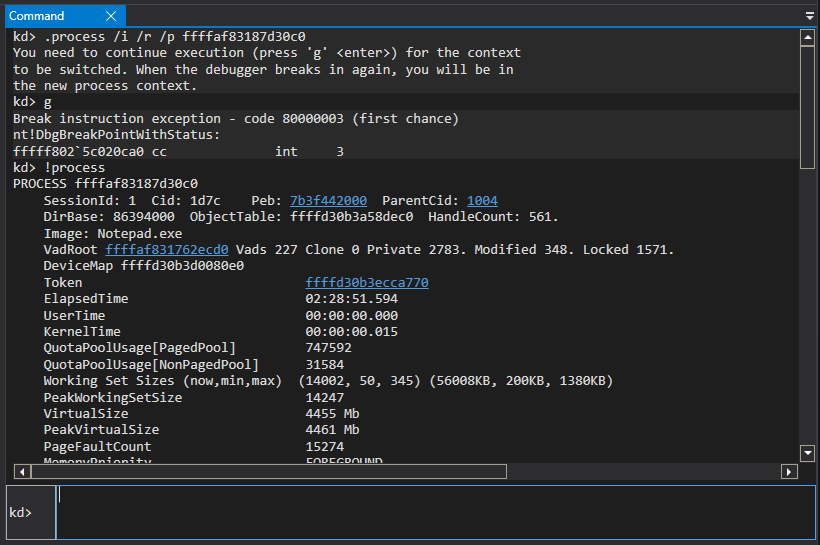 Command
kd> .process /i /r /p ffffaf83187d30c0
You need to continue execution (press 'g' <enter>) for the context
to be switched. When the debugger breaks in again, you will be in
the new process context.
kd> g
Break instruction exception - code 80000003 (first chance)
nt!DbgBreakPointWithStatus:
fffff802`5c020ca0 cc              int     3
kd> !process
PROCESS ffffaf83187d30c0
    SessionId: 1  Cid: 1d7c    Peb: 7b3f442000  ParentCid: 1004
    DirBase: 86394000  ObjectTable: ffffd30b3a58dec0  HandleCount: 561.
    Image: Notepad.exe
    VadRoot ffffaf831762ecd0 Vads 227 Clone 0 Private 2783. Modified 348. Locked 1571.
    DeviceMap ffffd30b3d0080e0
    Token                             ffffd30b3ecca770
    ElapsedTime                       02:28:51.594
    UserTime                          00:00:00.000
    KernelTime                        00:00:00.015
    QuotaPoolUsage[PagedPool]         747592
    QuotaPoolUsage[NonPagedPool]      31584
    Working Set Sizes (now,min,max)  (14002, 50, 345) (56008KB, 200KB, 1380KB)
    PeakWorkingSetSize                14247
    VirtualSize                       4455 Mb
    PeakVirtualSize                   4461 Mb
    PageFaultCount                    15274
    MemoryPriority                    FOREGROUND
kd>